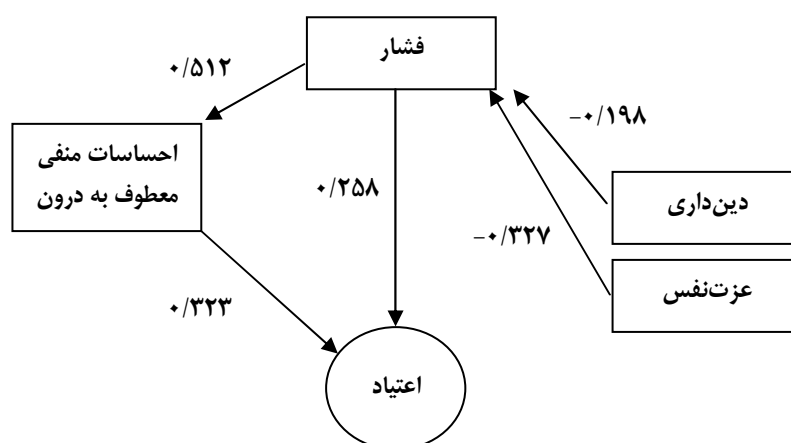 فشار
۰/۵۱۲
-۰/۱۹۸
احساسات منفی
معطوف به درون
۰/۲۵۸
دین‌داری
-۰/۳۲۷
عزت‌نفس
۰/۳۲۳
اعتیاد